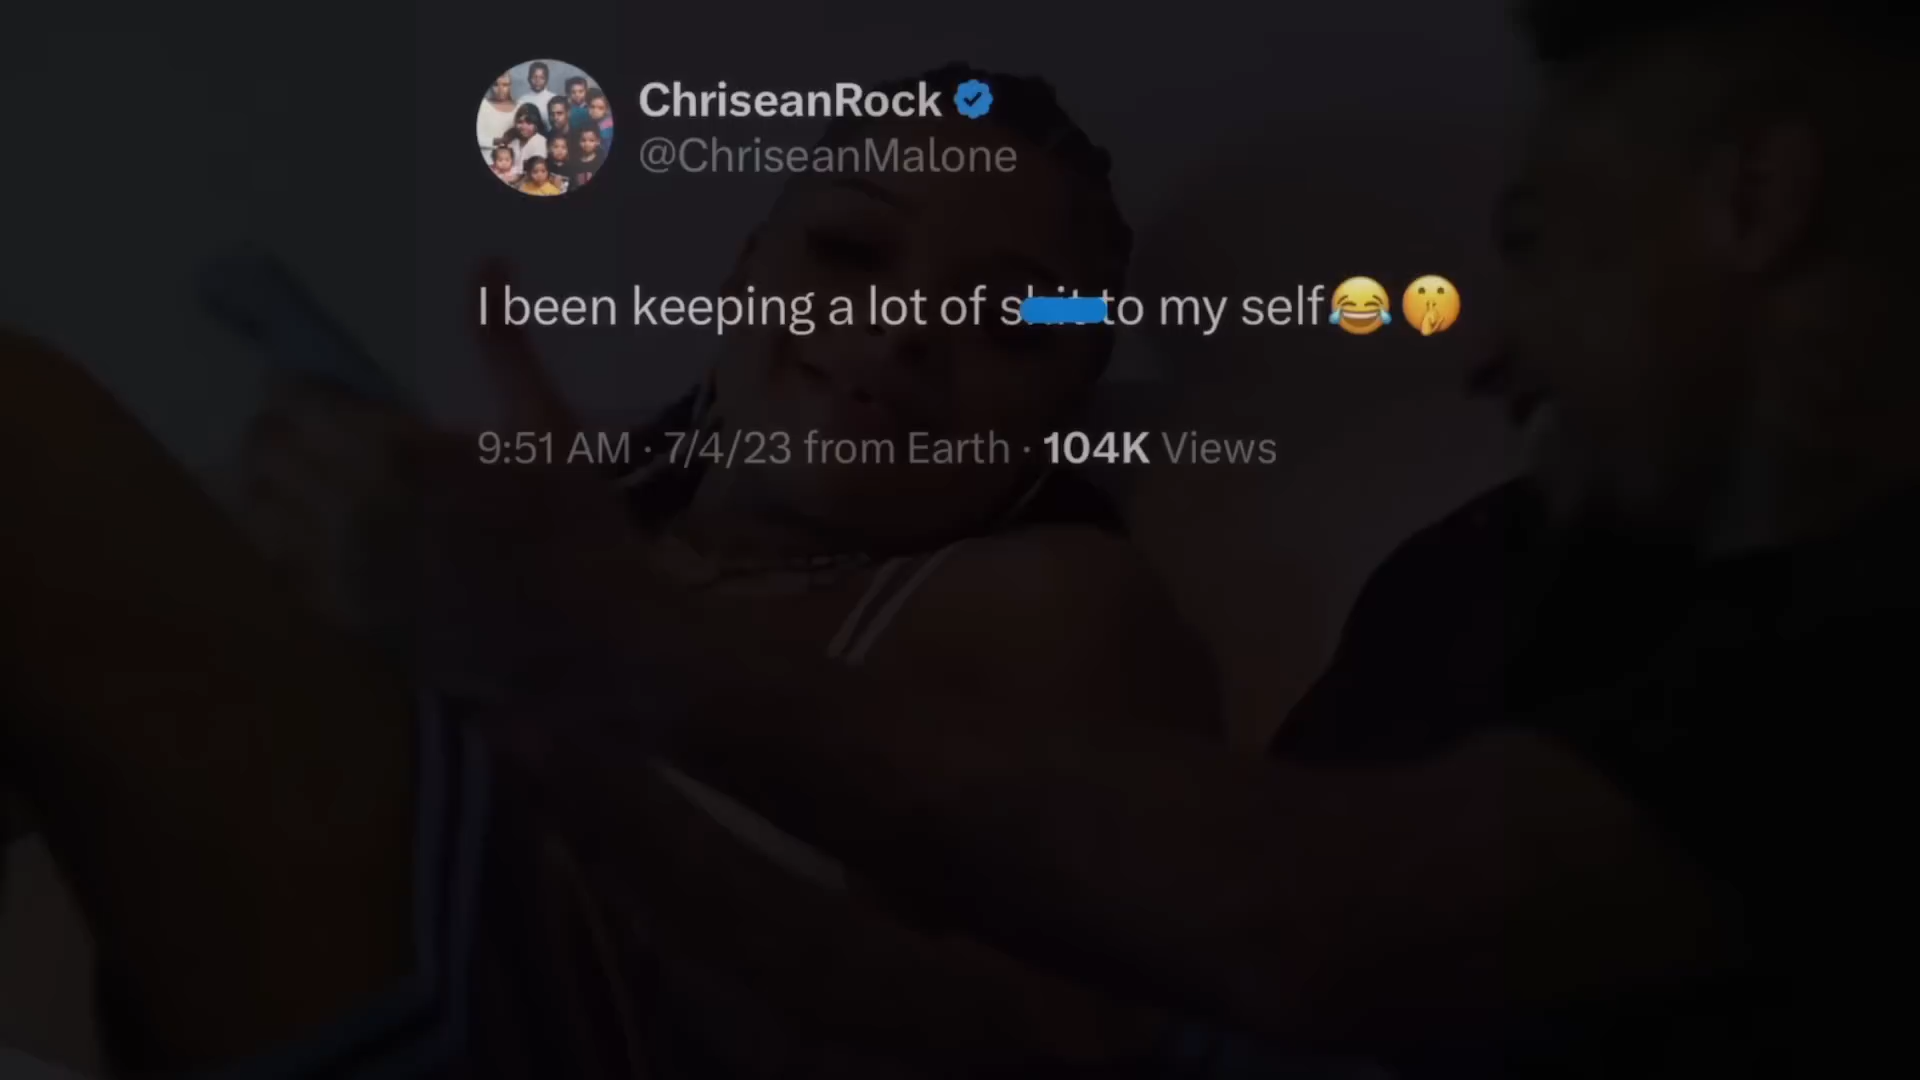 ChriseanRock
@ChriseanMalone
I been keeping a lot of shit to my self😂🤫
9:51 AM · 7/4/23 from Earth · 104K Views